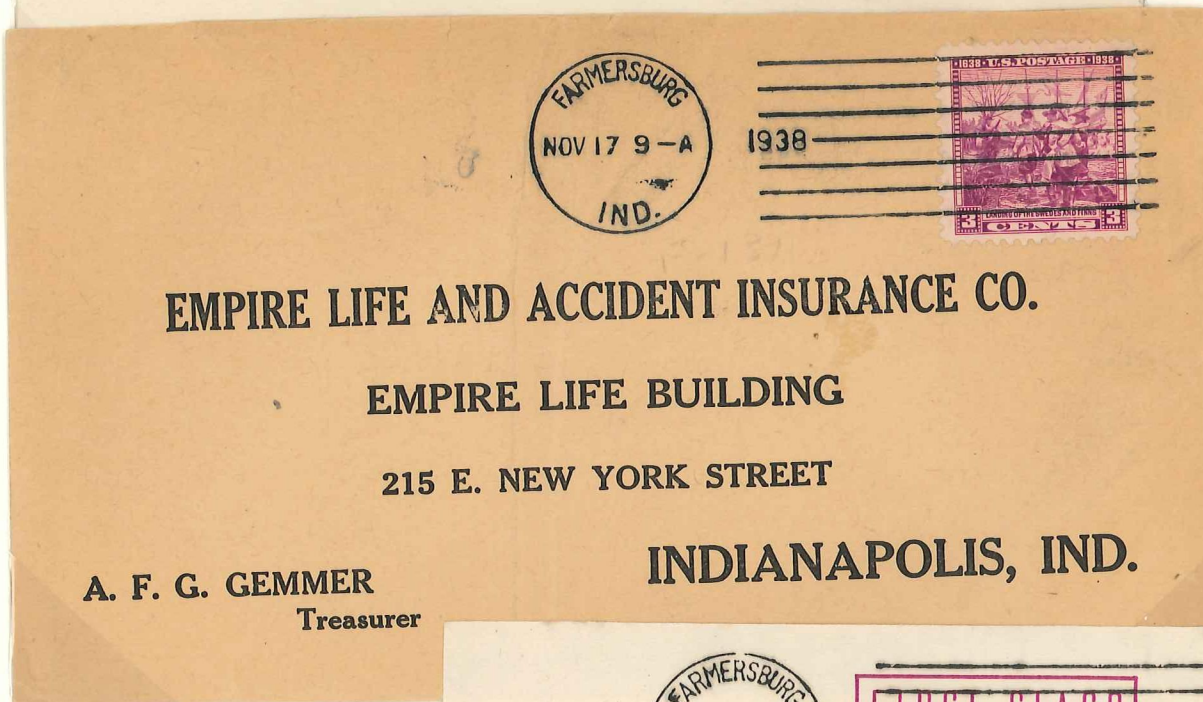 FARMERSBURG
NOV 17 9-A
IND.
1938
1638 · U.S. POSTAGE · 1938
LANDING OF THE SWEDES AND FINNS
3 CENTS 3
EMPIRE LIFE AND ACCIDENT INSURANCE CO.
EMPIRE LIFE BUILDING
215 E. NEW YORK STREET
INDIANAPOLIS, IND.
A. F. G. GEMMER
Treasurer
FARMERSBURG